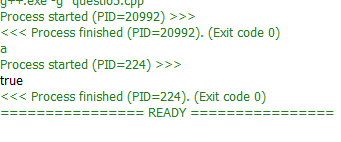 g++.exe -g "questio5.cpp"
Process started (PID=20992) >>>
<<< Process finished (PID=20992). (Exit code 0)
a
Process started (PID=224) >>>
true
<<< Process finished (PID=224). (Exit code 0)
================ READY ================